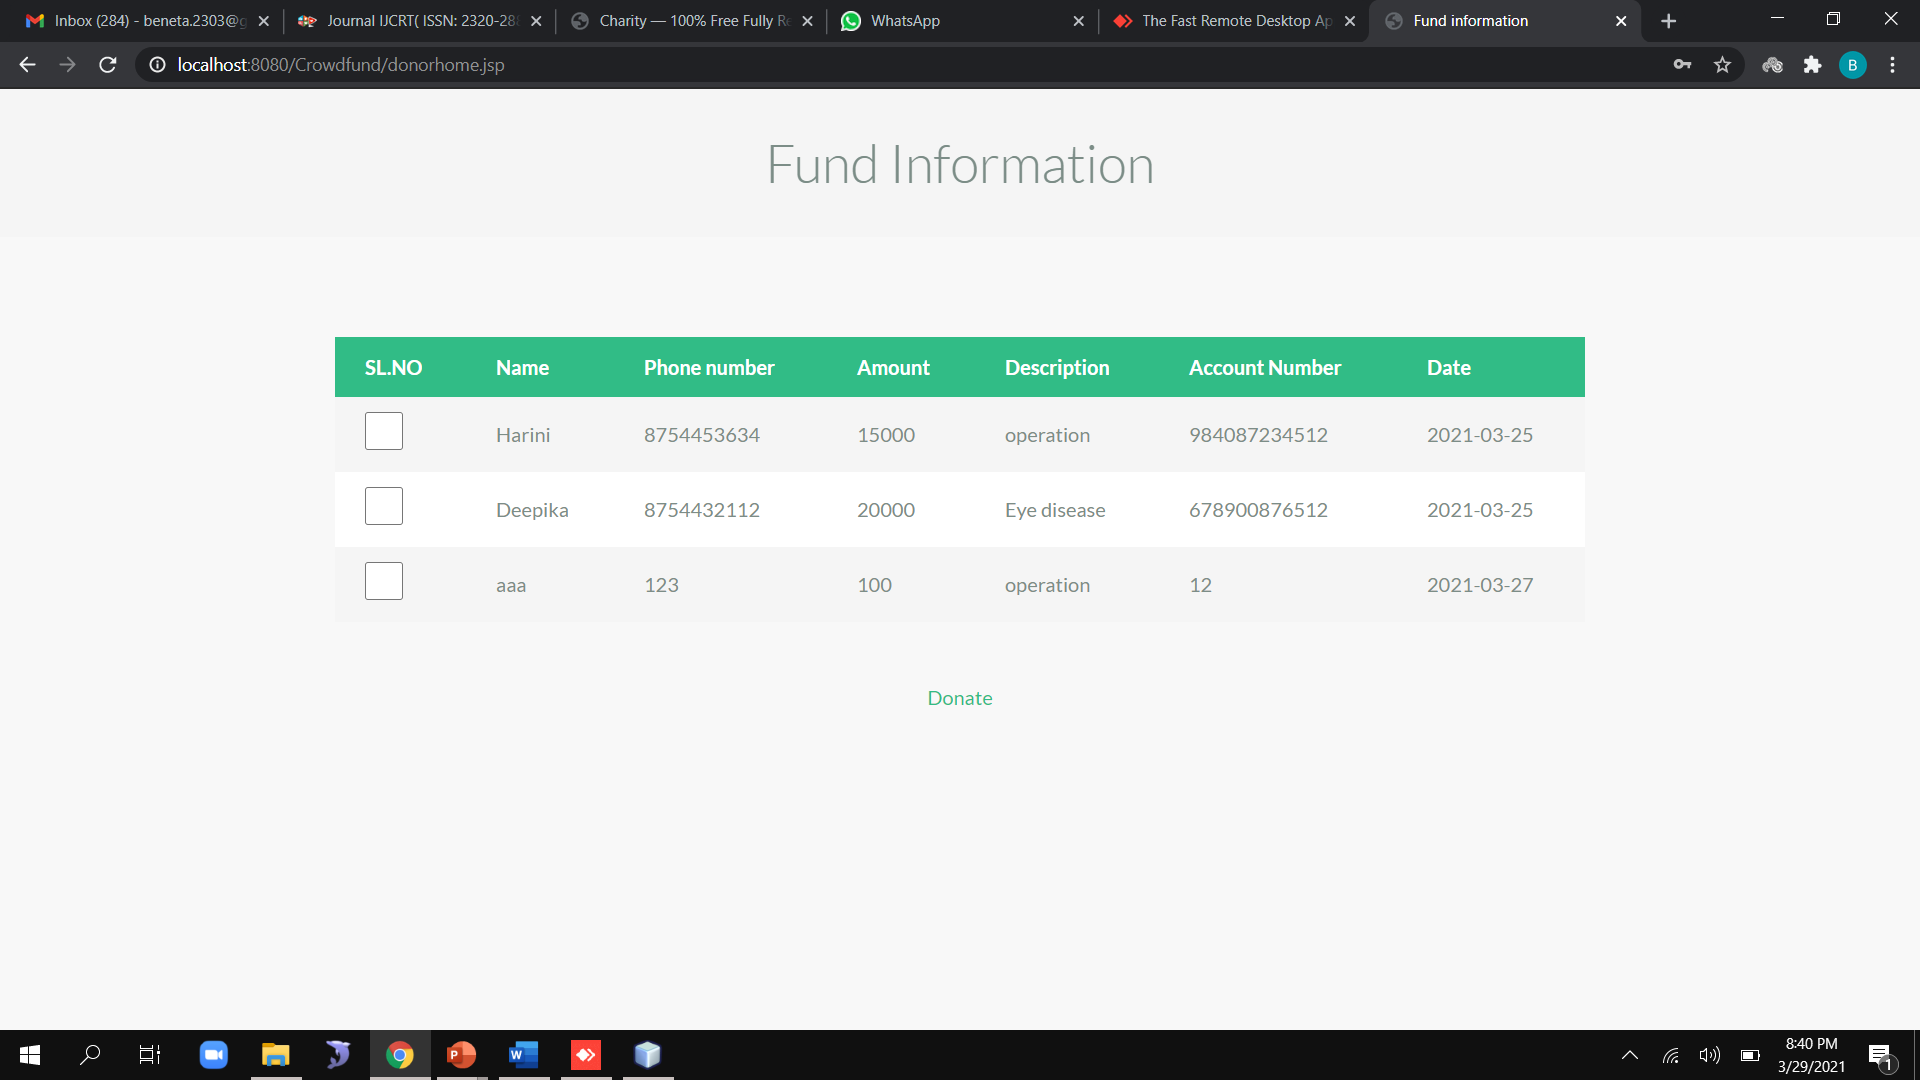 Inbox (284) - beneta.2303@g
Journal IJCRT( ISSN: 2320-28
Charity — 100% Free Fully Re
WhatsApp
The Fast Remote Desktop Ap
Fund information
localhost:8080/Crowdfund/donorhome.jsp
B
Fund Information
SL.NO Name Phone number Amount Description Account Number Date
Harini 8754453634 15000 operation 984087234512 2021-03-25
Deepika 8754432112 20000 Eye disease 678900876512 2021-03-25
aaa 123 100 operation 12 2021-03-27
Donate
8:40 PM
3/29/2021
1